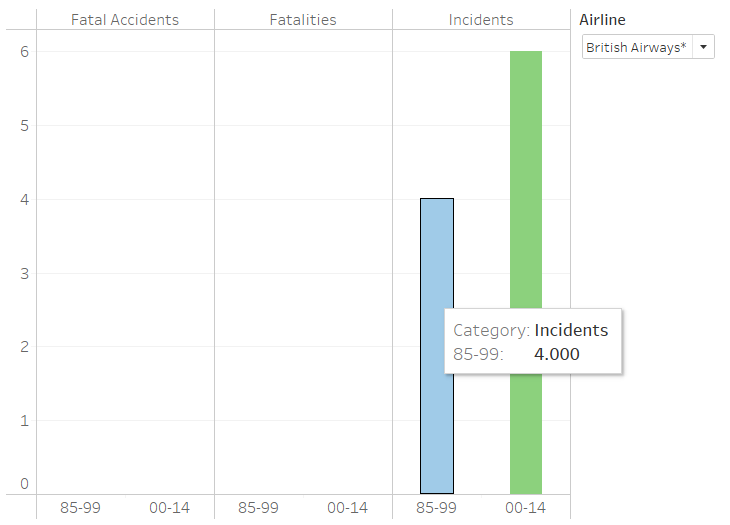 Fatal Accidents Fatalities Incidents
Airline
British Airways*
6
5
4
3
2
1
0
Category: Incidents
85-99: 4.000
85-99 00-14 85-99 00-14 85-99 00-14